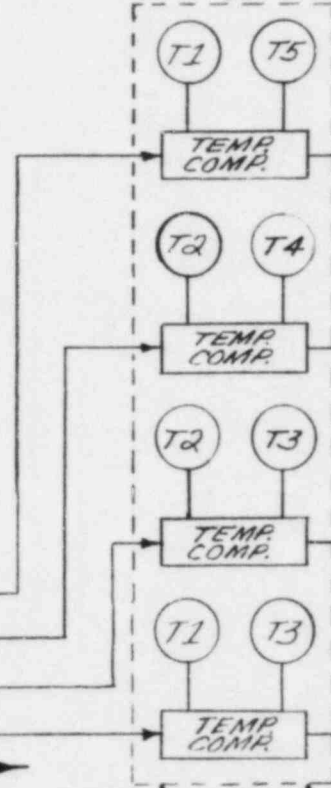 T1 T5
TEMP.
COMP.
T2 T4
TEMP.
COMP.
T2 T3
TEMP.
COMP.
T1 T3
TEMP.
COMP.